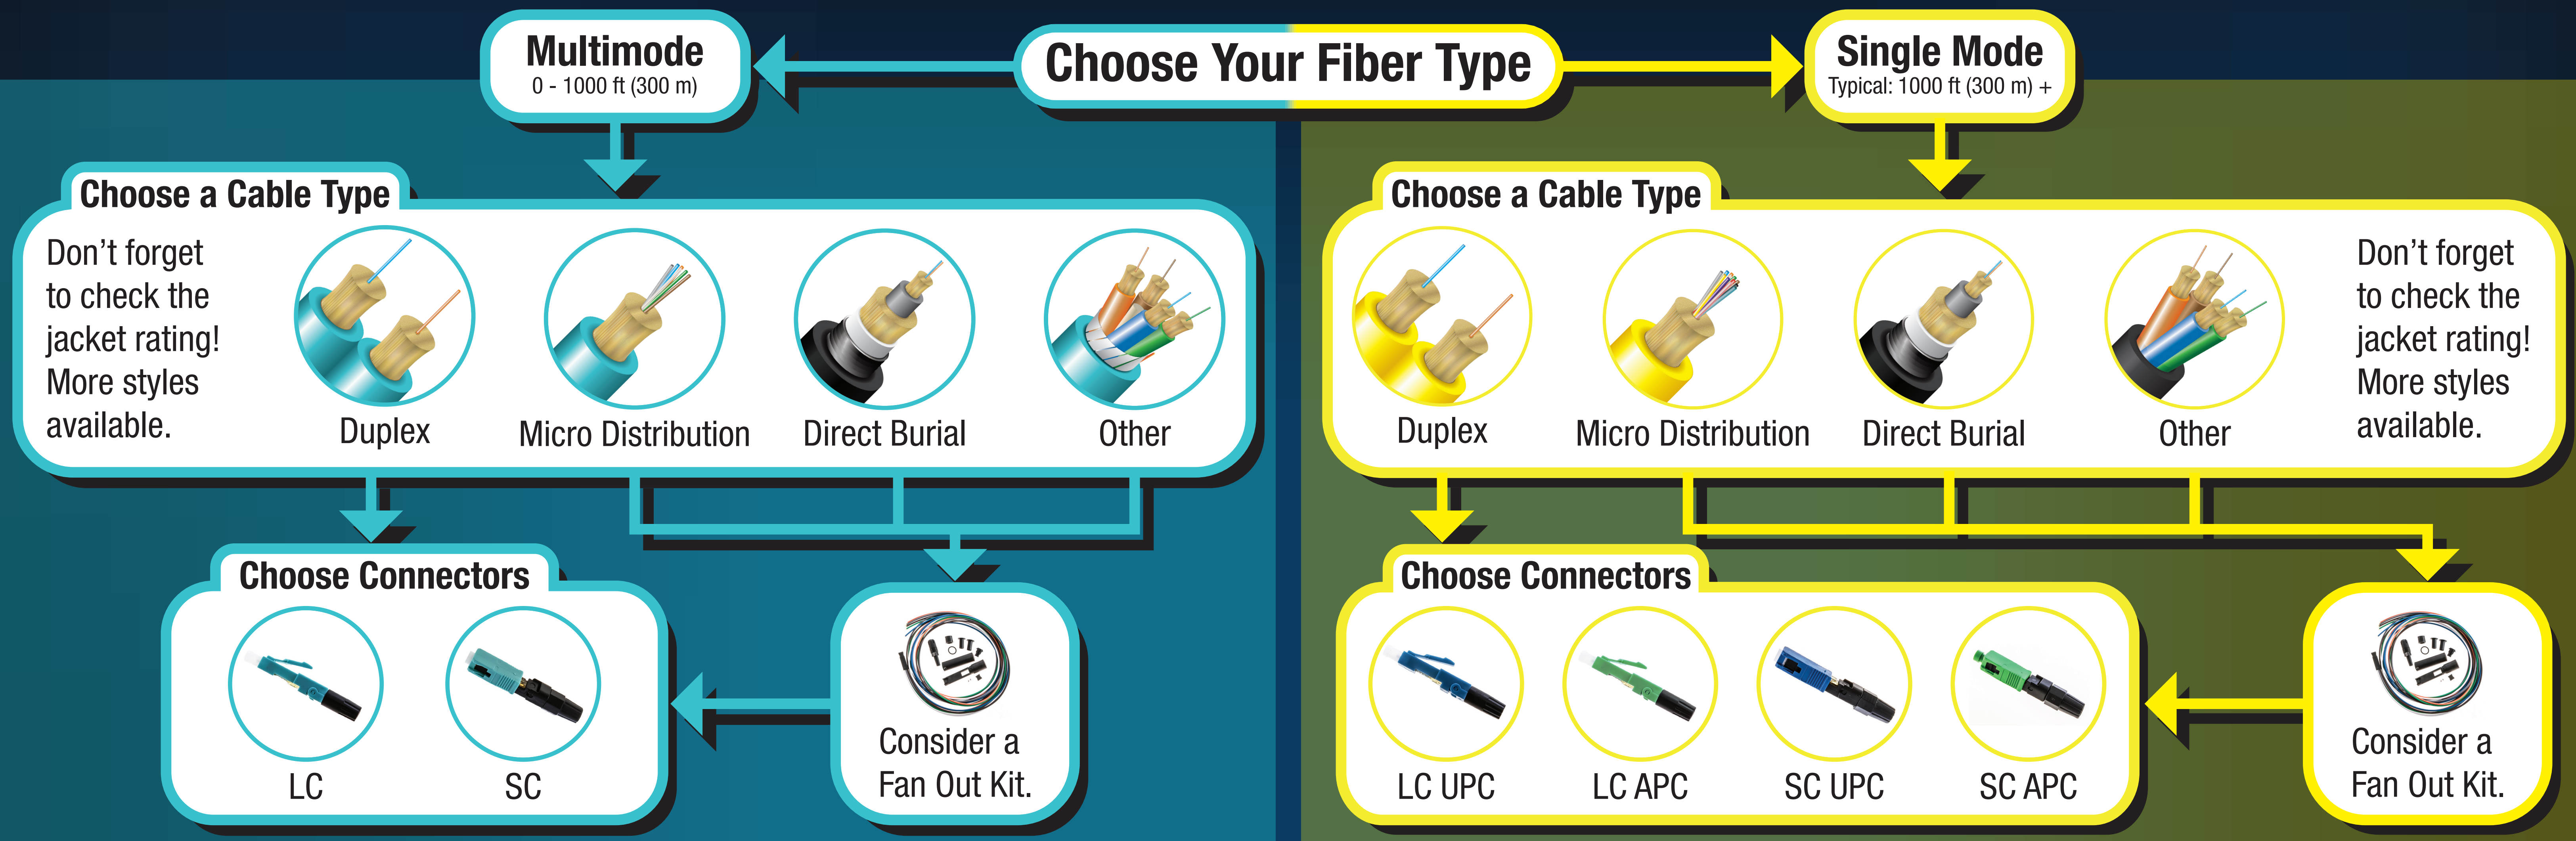 Choose Your Fiber Type
Multimode
0 - 1000 ft (300 m)
Choose a Cable Type
Don’t forget
to check the
jacket rating!
More styles
available.
Duplex
Micro Distribution
Direct Burial
Other
Choose Connectors
LC
SC
Consider a
Fan Out Kit.
Single Mode
Typical: 1000 ft (300 m) +
Choose a Cable Type
Duplex
Micro Distribution
Direct Burial
Other
Don’t forget
to check the
jacket rating!
More styles
available.
Choose Connectors
LC UPC
LC APC
SC UPC
SC APC
Consider a
Fan Out Kit.